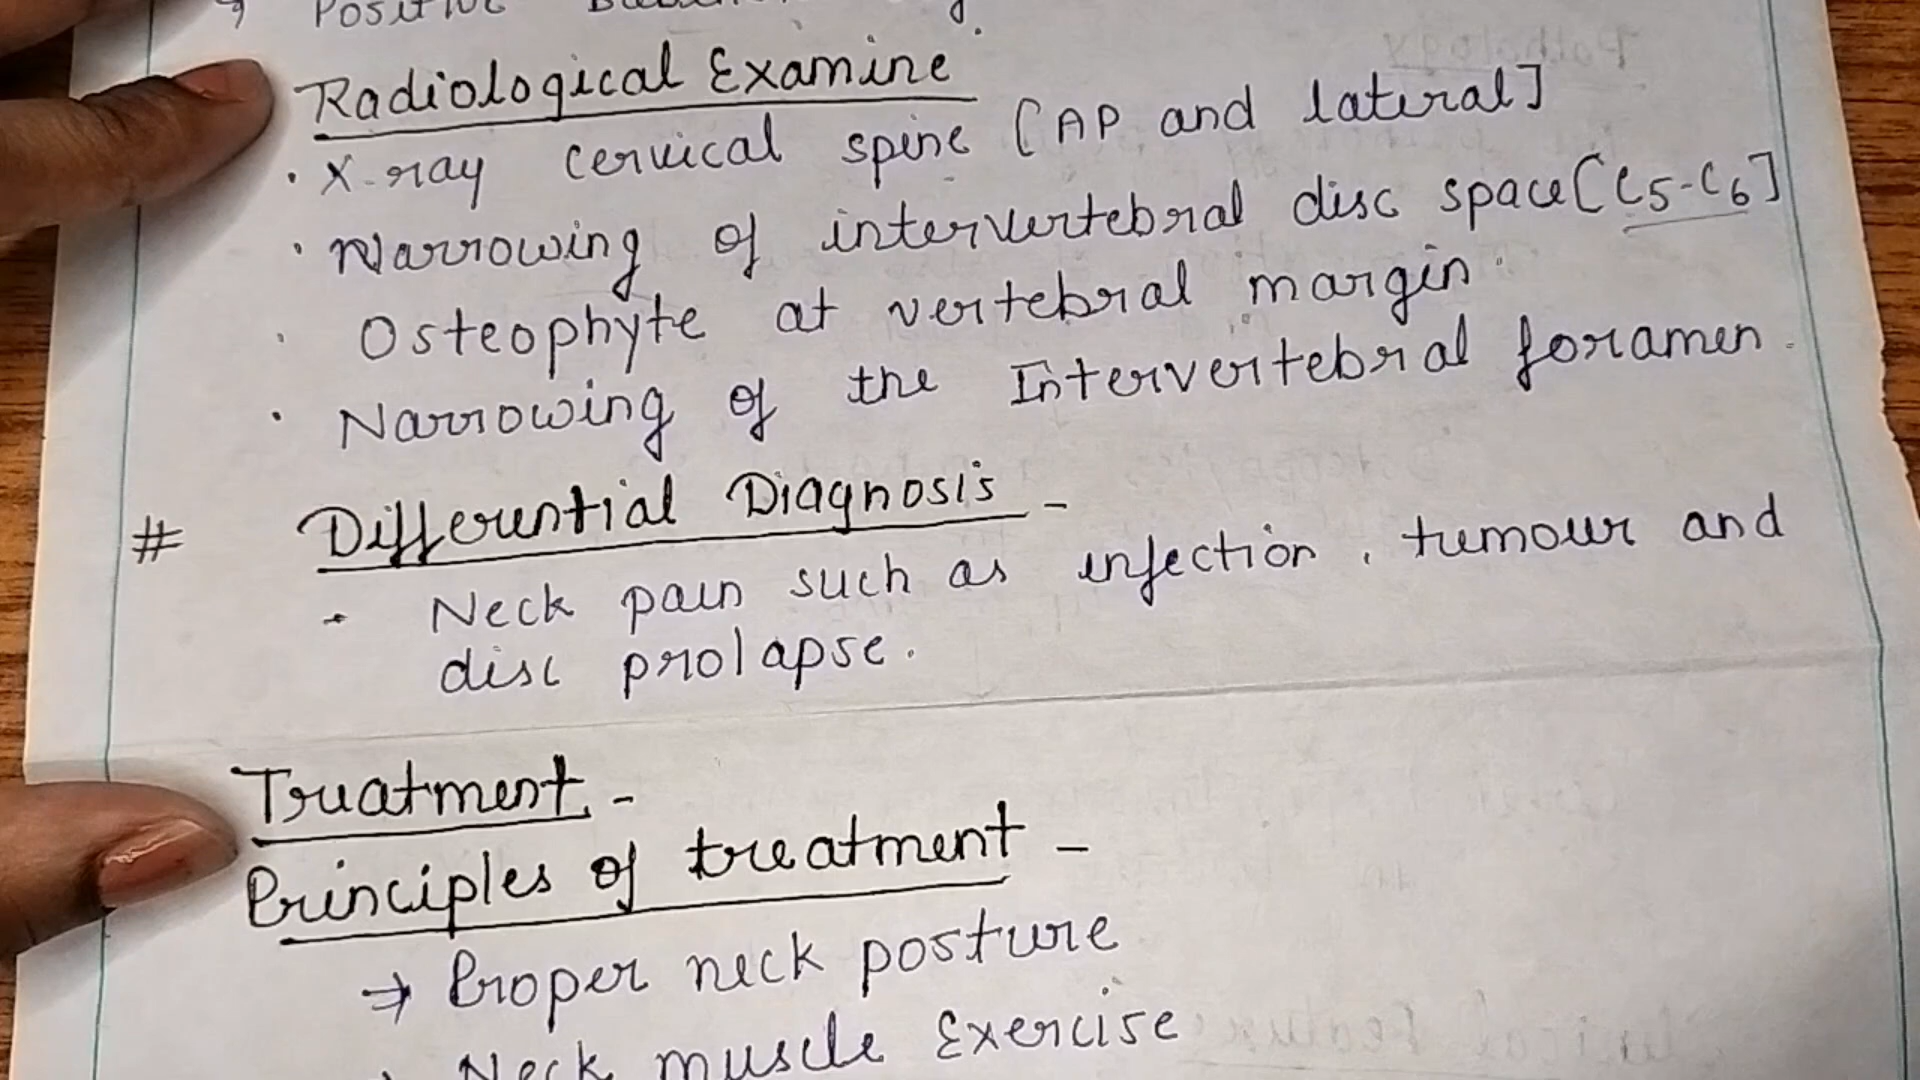 Positive
Radiological Examine
• X-ray cervical spine [AP and lateral]
• Narrowing of intervertebral disc space [C5-C6]
• Osteophyte at vertebral margin.
• Narrowing of the Intervertebral foramen.
# Differential Diagnosis -
- Neck pain such as infection, tumour and
disc prolapse.
Treatment -
Principles of treatment -
→ Proper neck posture
→ Neck muscle Exercise